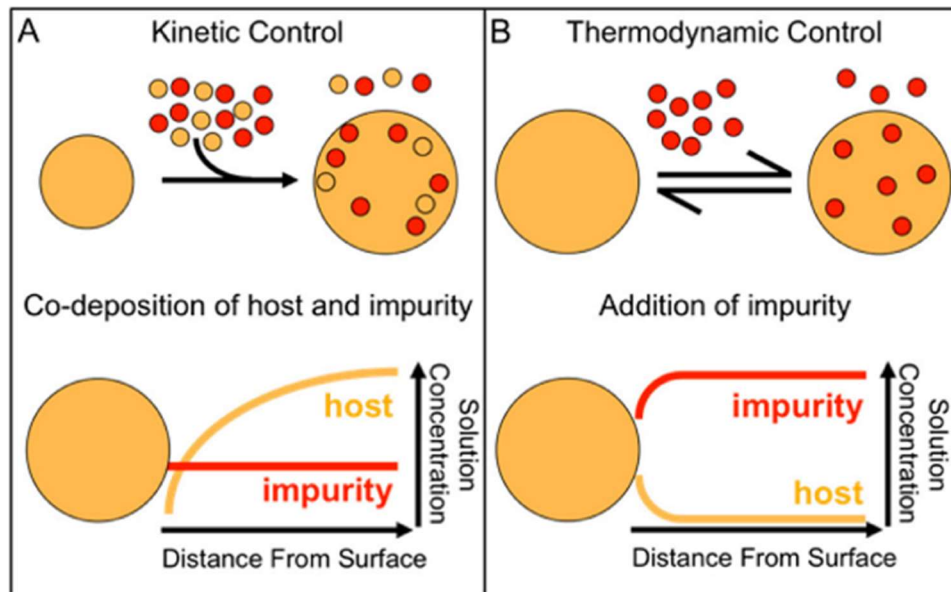 A
Kinetic Control
Co-deposition of host and impurity
host
impurity
Solution
Concentration
Distance From Surface
B
Thermodynamic Control
Addition of impurity
impurity
host
Solution
Concentration
Distance From Surface